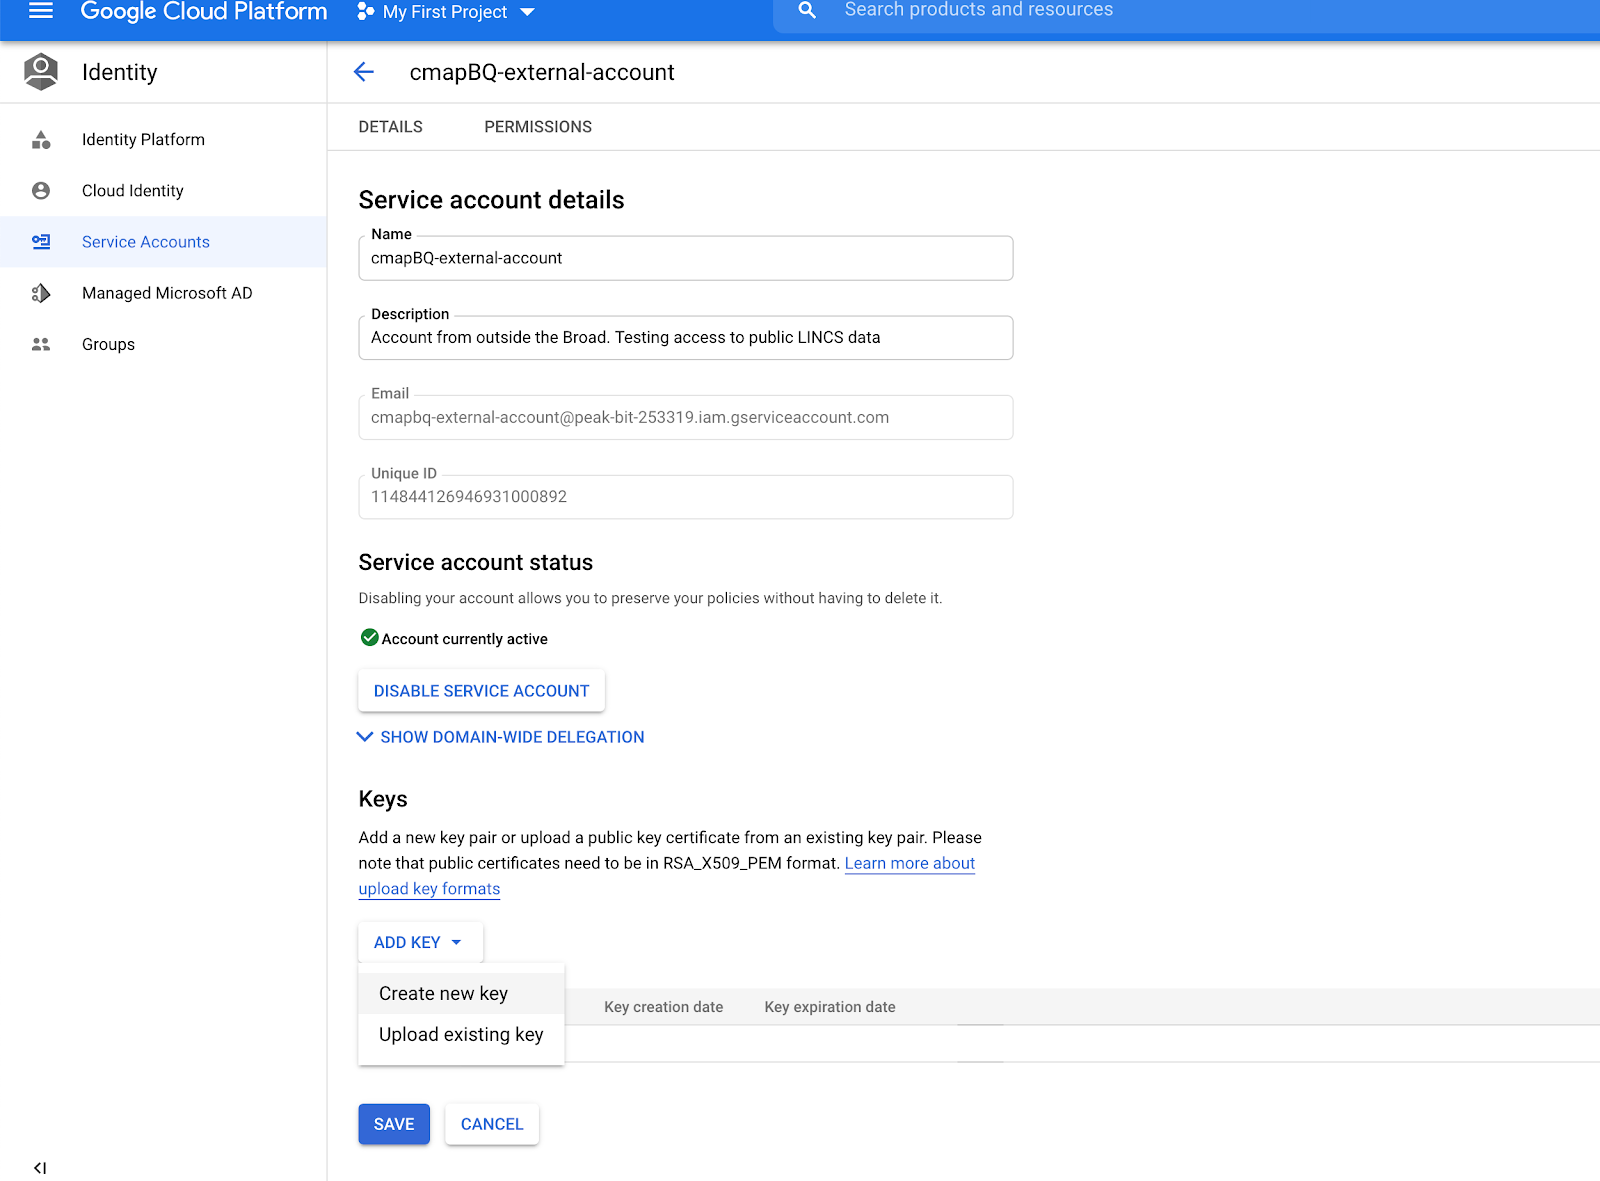 Google Cloud Platform
My First Project
Search products and resources
Identity
cmapBQ-external-account
DETAILS
PERMISSIONS
Identity Platform
Cloud Identity
Service Accounts
Managed Microsoft AD
Groups
Service account details
Name
cmapBQ-external-account
Description
Account from outside the Broad. Testing access to public LINCS data
Email
cmapbq-external-account@peak-bit-253319.iam.gserviceaccount.com
Unique ID
114844126946931000892
Service account status
Disabling your account allows you to preserve your policies without having to delete it.
Account currently active
DISABLE SERVICE ACCOUNT
SHOW DOMAIN-WIDE DELEGATION
Keys
Add a new key pair or upload a public key certificate from an existing key pair. Please
note that public certificates need to be in RSA_X509_PEM format. Learn more about
upload key formats
ADD KEY
Create new key
Upload existing key
Key creation date
Key expiration date
SAVE
CANCEL